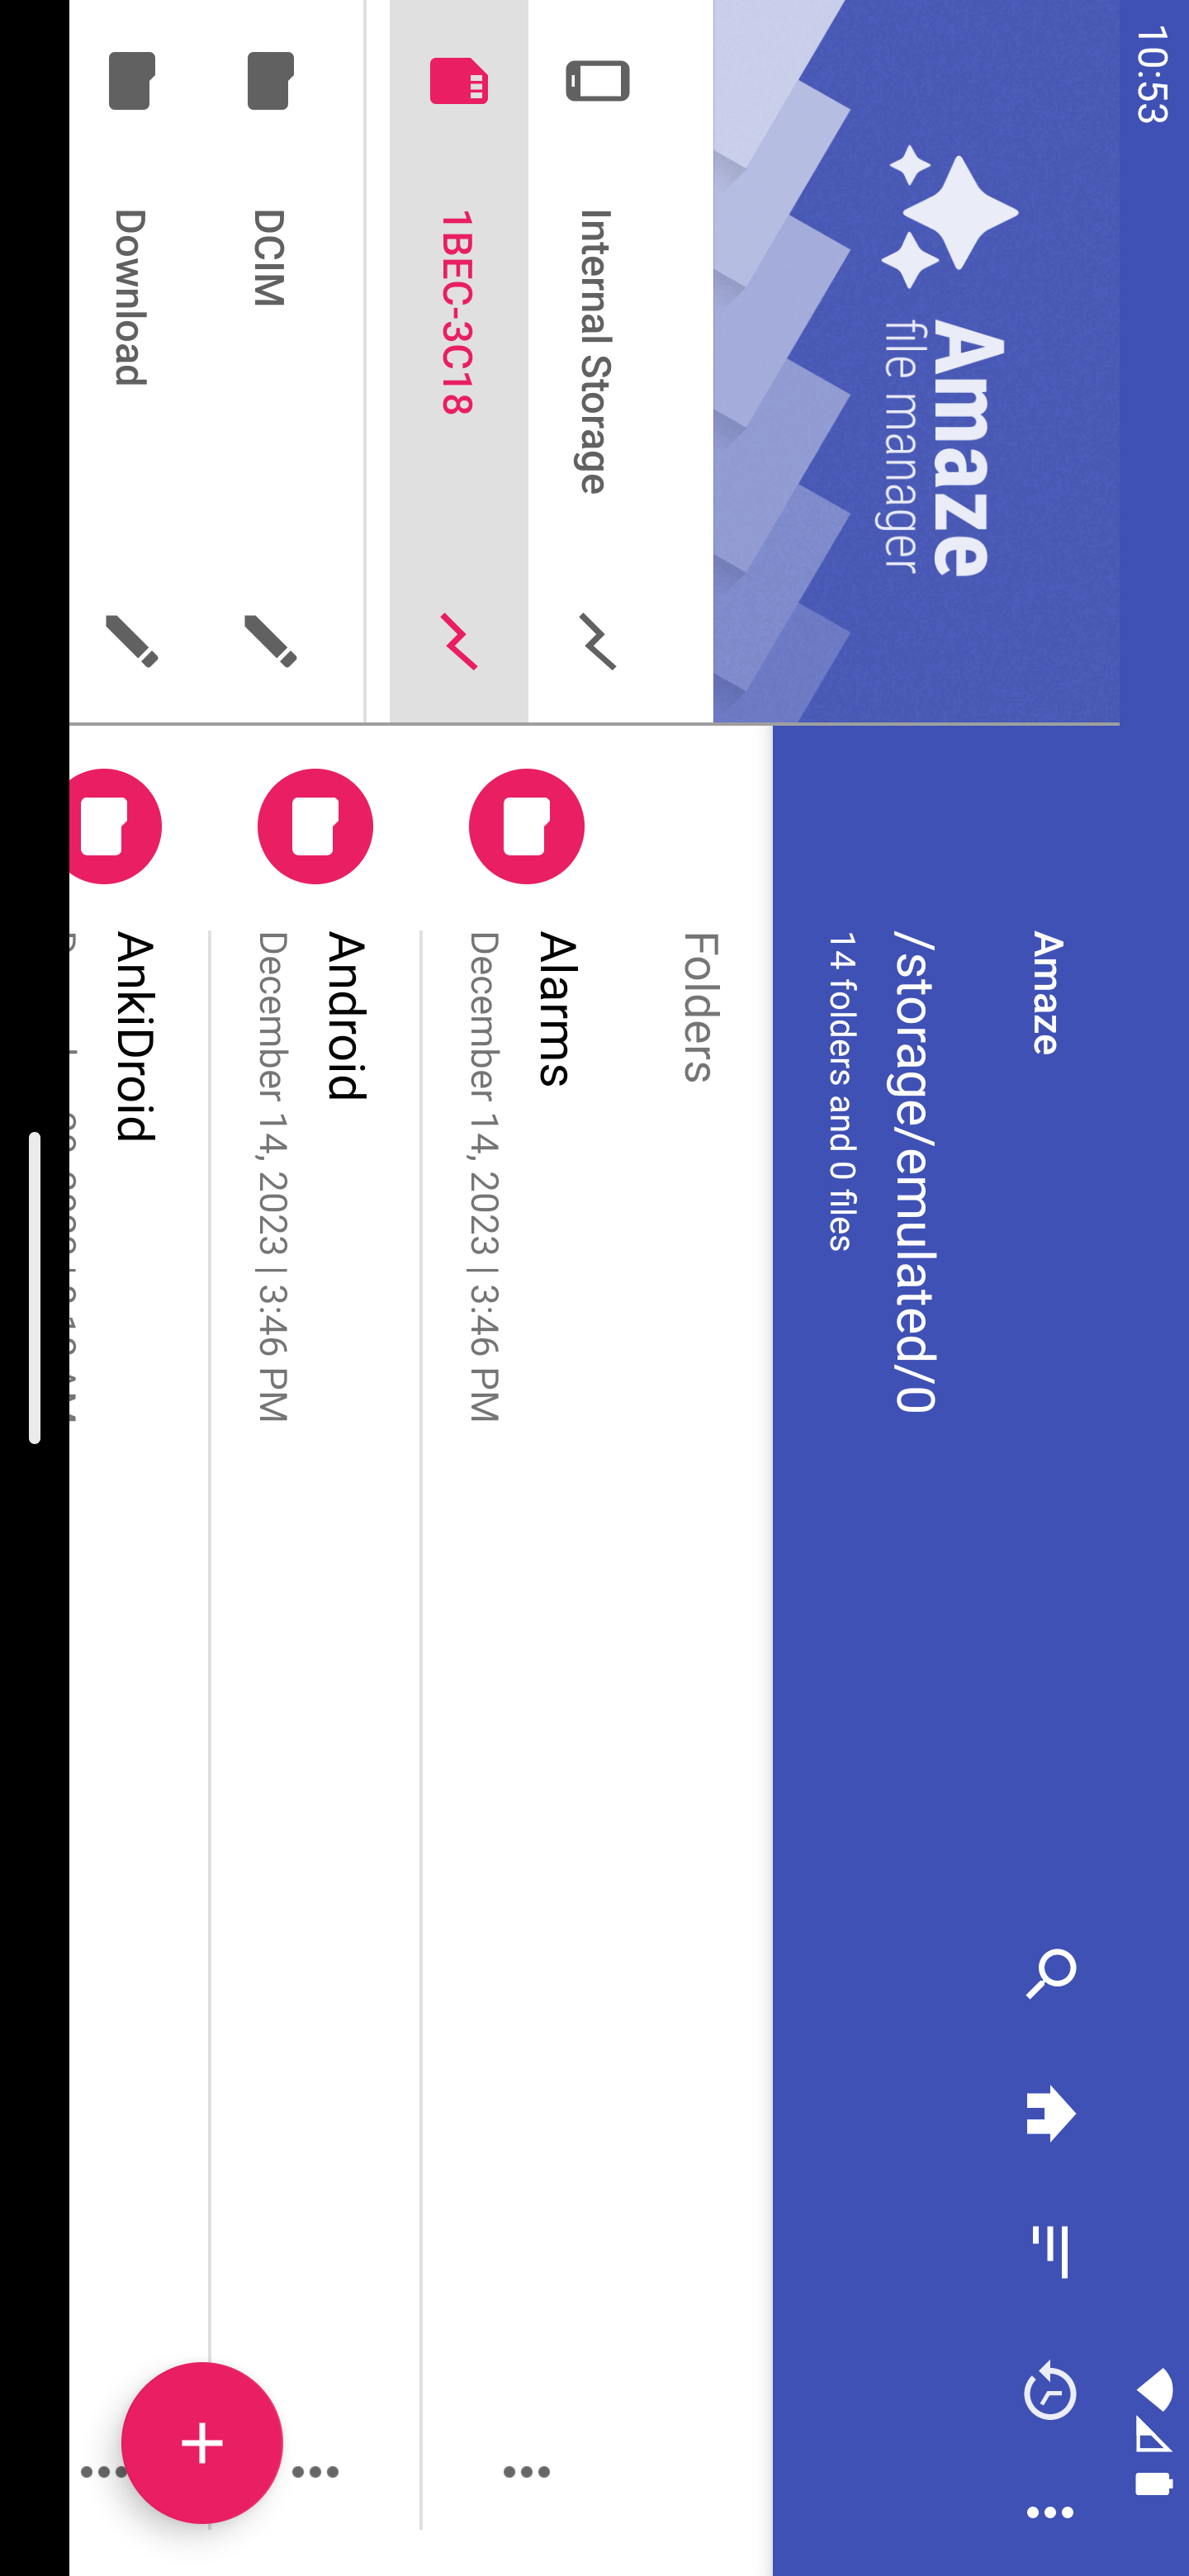 10:53
Amaze
file manager
Internal Storage
1BEC-3C18
DCIM
Download
Amaze
//storage/emulated/0
14 folders and 0 files
Folders
Alarms
December 14, 2023 | 3:46 PM
Android
December 14, 2023 | 3:46 PM
AnkiDroid